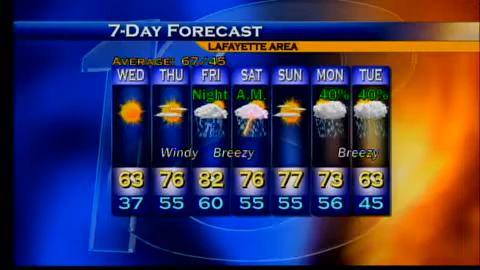 7-DAY FORECAST
LAFAYETTE AREA
AVERAGE: 67/45
WED THU FRI SAT SUN MON TUE
Night A.M. 40% 40%
Windy Breezy Breezy
63 76 82 76 77 73 63
37 55 60 55 55 56 45